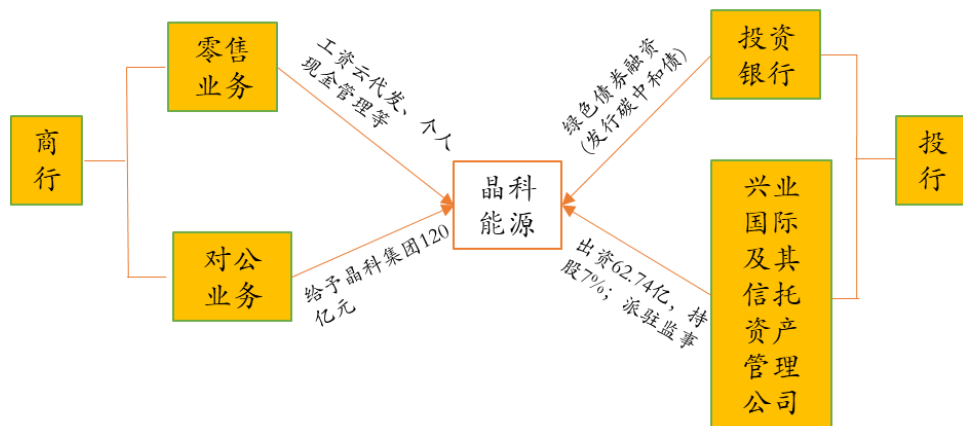 商
行
零售
业务
对公
业务
工资云代发、个人
现金管理等
给予晶科集团120
亿元
晶科
能源
绿色债券融资
(发行碳中和债)
出资62.74亿，持
股7%；派驻监事
投资
银行
兴业
国际
及其
信托
资产
管理
公司
投
行